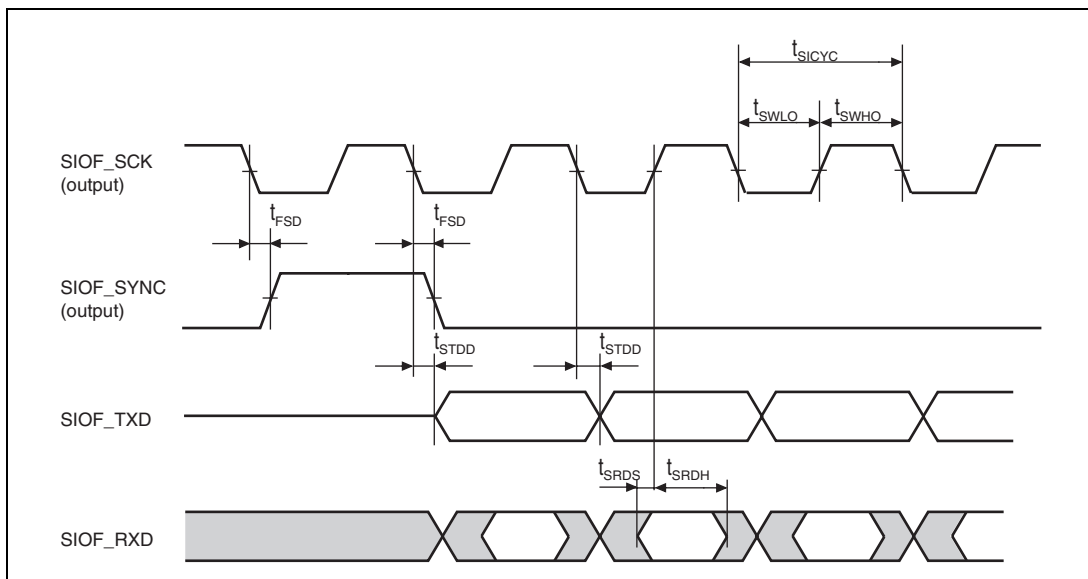 tSICYC
tSWLO tSWHO
SIOF_SCK
(output)
tFSD tFSD
SIOF_SYNC
(output)
tSTDD tSTDD
SIOF_TXD
tSRDS tSRDH
SIOF_RXD